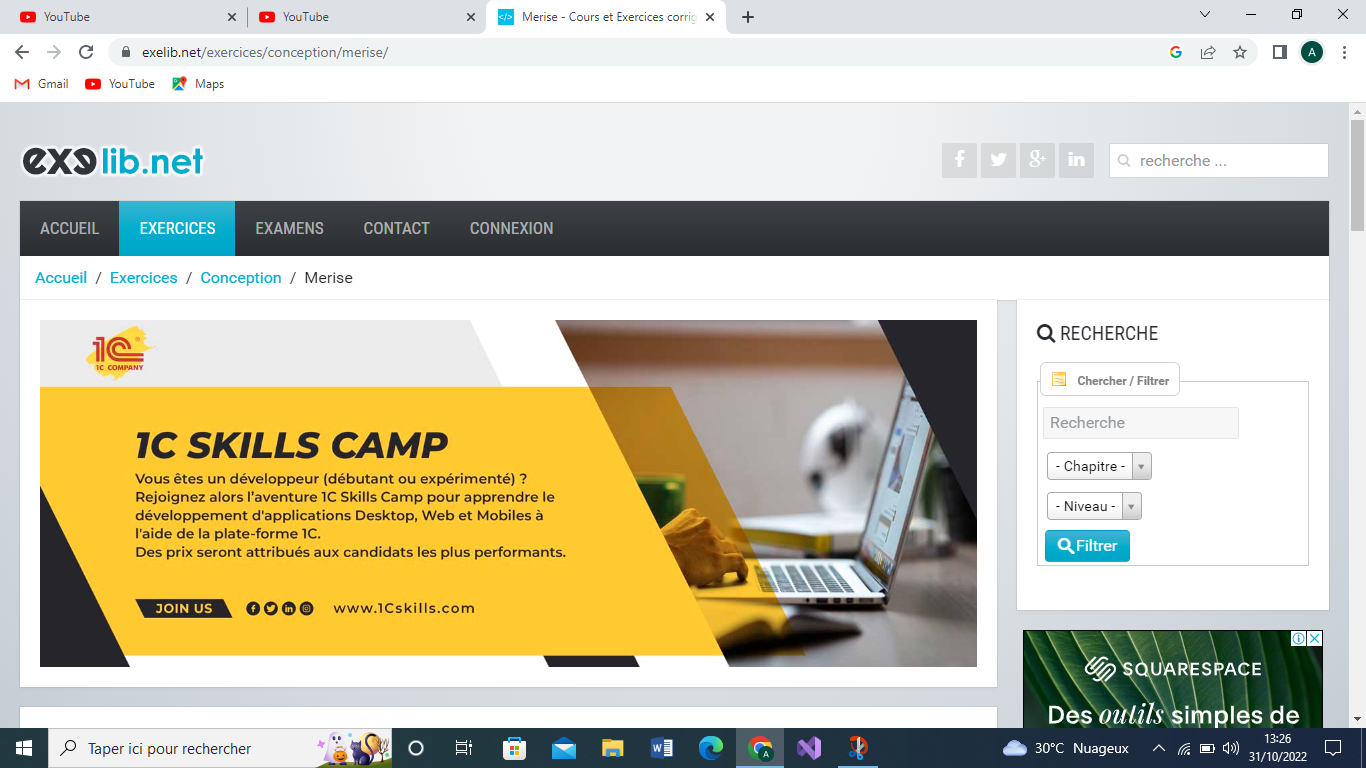 YouTube
YouTube
Merise - Cours et Exercices corrig
exelib.net/exercices/conception/merise/
A
Gmail
YouTube
Maps
exelib.net
recherche ...
ACCUEIL
EXERCICES
EXAMENS
CONTACT
CONNEXION
Accueil / Exercices / Conception / Merise
1C COMPANY
1C SKILLS CAMP
Vous êtes un développeur (débutant ou expérimenté) ?
Rejoignez alors l'aventure 1C Skills Camp pour apprendre le
développement d'applications Desktop, Web et Mobiles à
l'aide de la plate-forme 1C.
Des prix seront attribués aux candidats les plus performants.
JOIN US
www.1Cskills.com
RECHERCHE
Chercher / Filtrer
Recherche
- Chapitre -
- Niveau -
Filtrer
SQUARESPACE
Des outils simples de
Taper ici pour rechercher
A
30°C Nuageux
13:26
31/10/2022